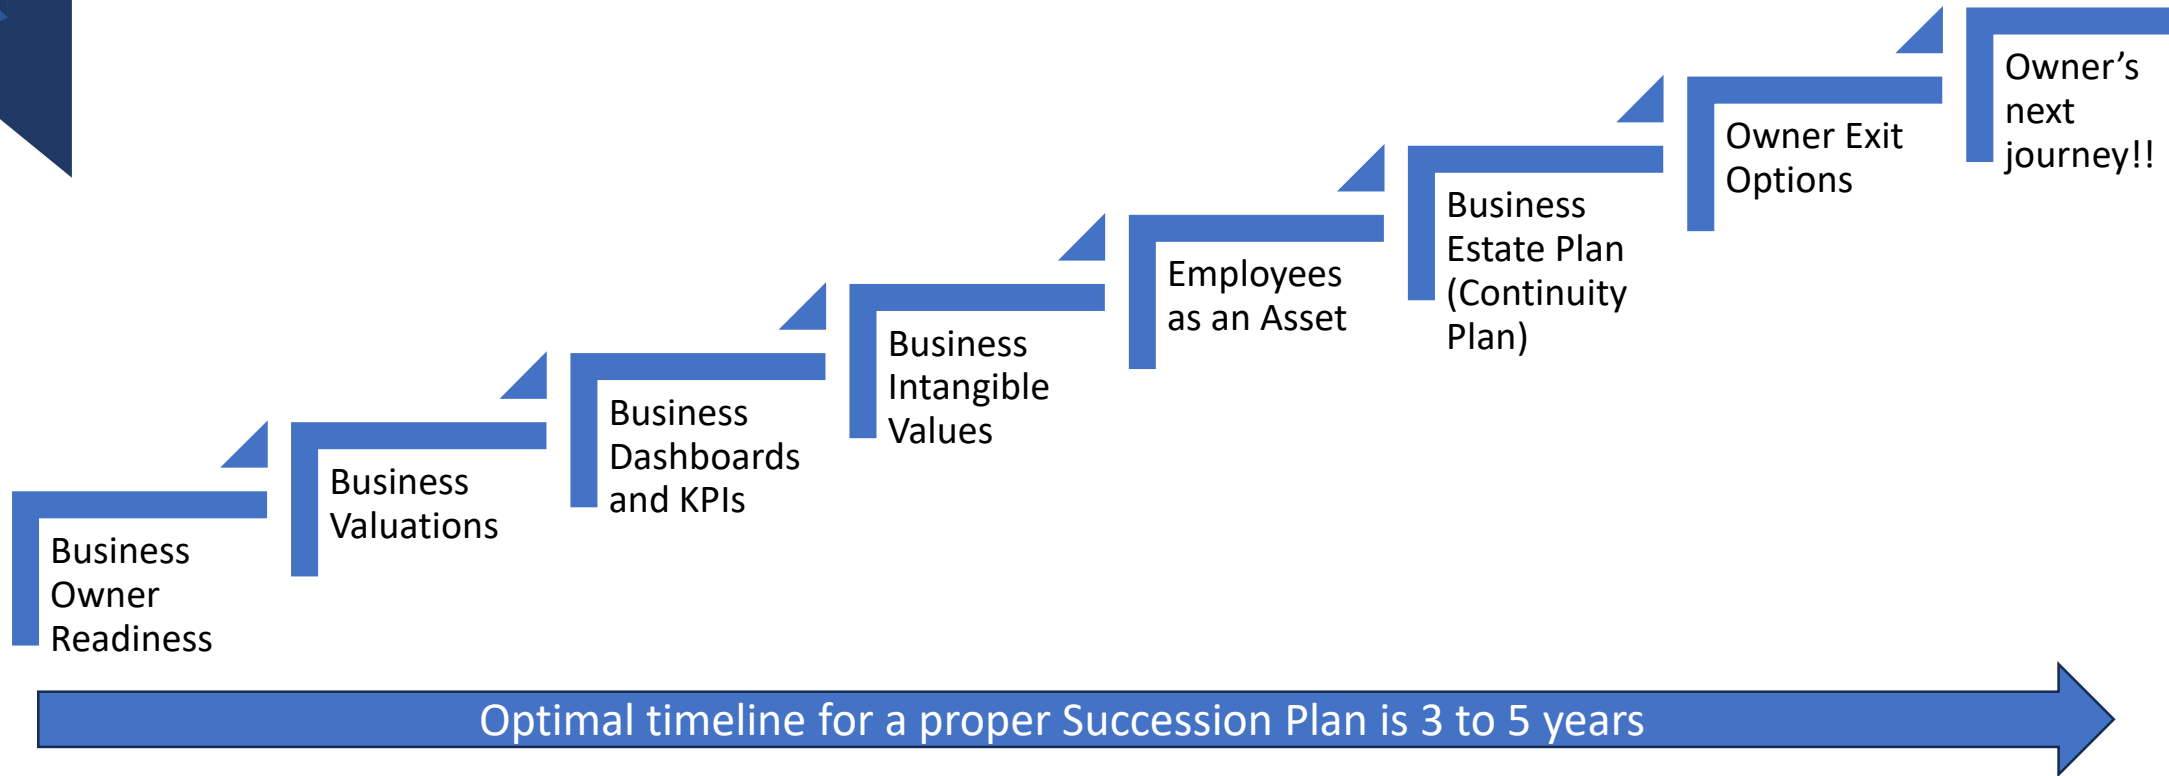 Business
Owner
Readiness
Business
Valuations
Business
Dashboards
and KPIs
Business
Intangible
Values
Employees
as an Asset
Business
Estate Plan
(Continuity
Plan)
Owner Exit
Options
Owner’s
next
journey!!
Optimal timeline for a proper Succession Plan is 3 to 5 years